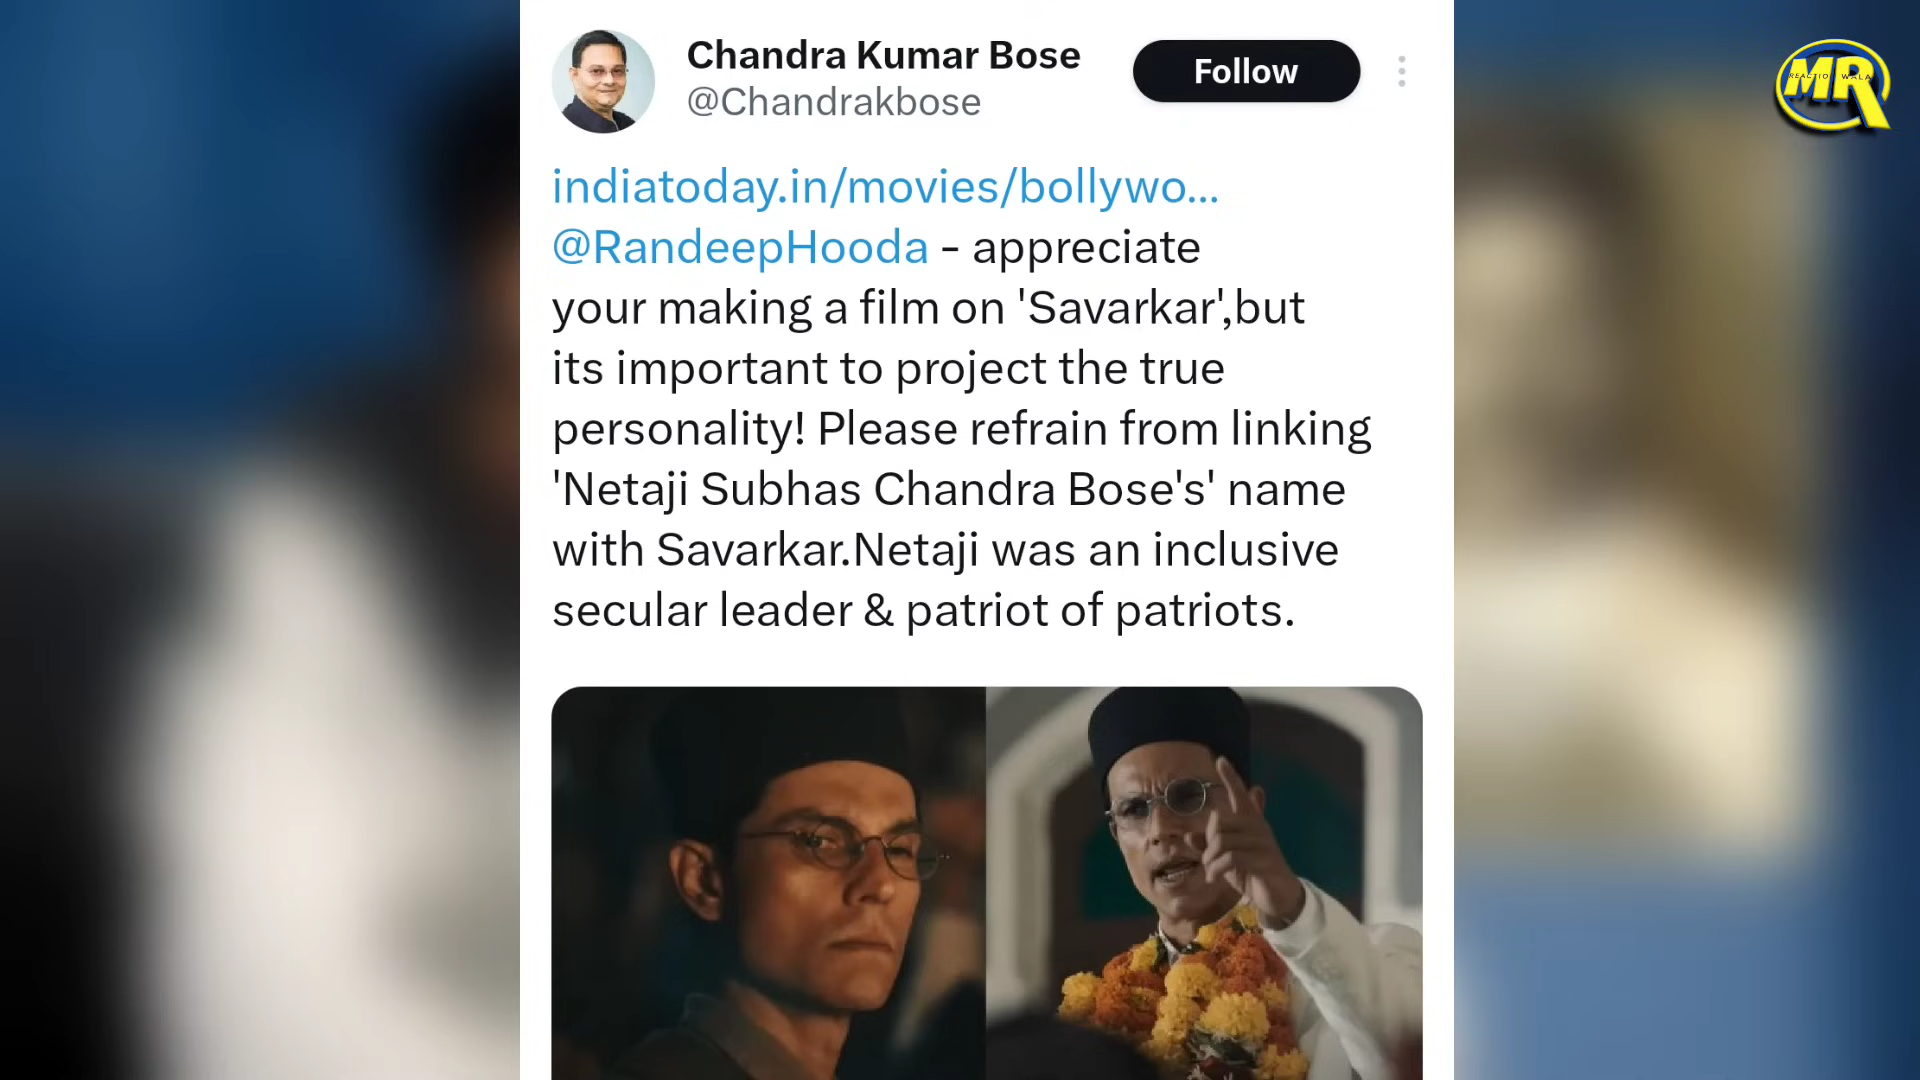 Chandra Kumar Bose
@Chandrakbose
Follow
indiatoday.in/movies/bollywo...
@RandeepHooda - appreciate
your making a film on 'Savarkar',but
its important to project the true
personality! Please refrain from linking
'Netaji Subhas Chandra Bose's' name
with Savarkar.Netaji was an inclusive
secular leader & patriot of patriots.
MR
REACTION WALA